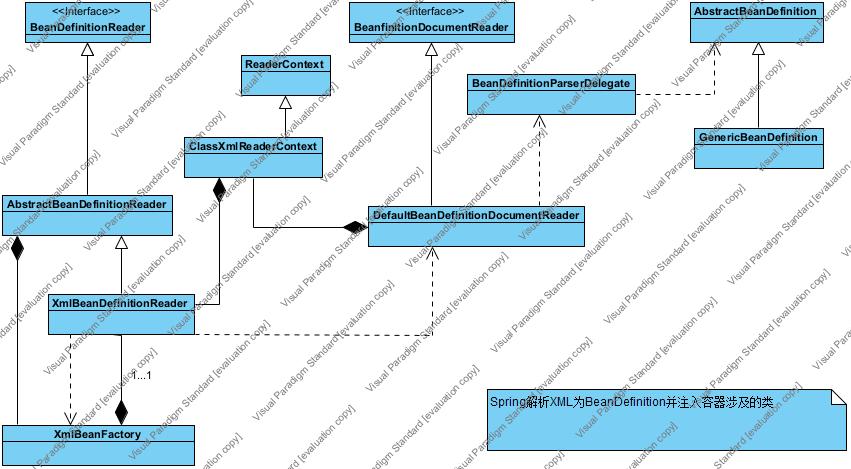 <<Interface>>
BeanDefinitionReader
<<Interface>>
BeanfinitionDocumentReader
AbstractBeanDefinition
ReaderContext
BeanDefinitionParserDelegate
ClassXmlReaderContext
GenericBeanDefinition
AbstractBeanDefinitionReader
DefaultBeanDefinitionDocumentReader
XmlBeanDefinitionReader
1...1
Spring解析XML为BeanDefinition并注入容器涉及的类
XmlBeanFactory
Visual Paradigm Standard [evaluation copy]